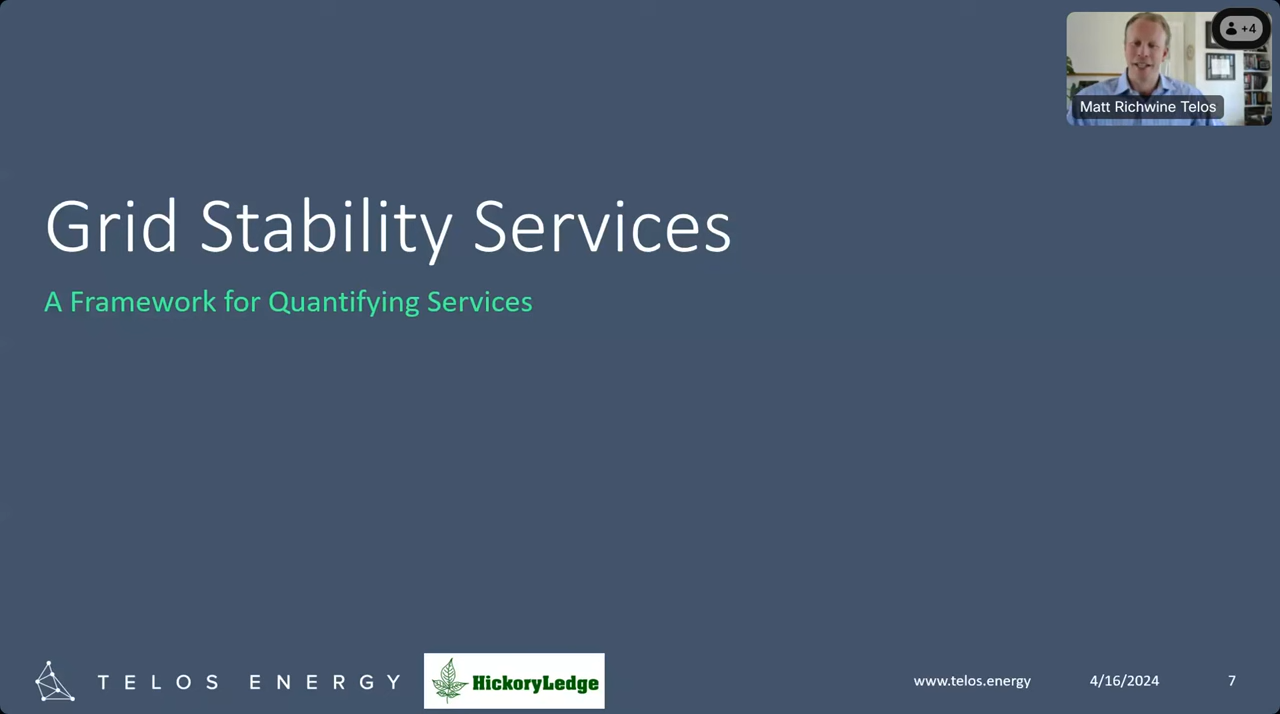 +4
Matt Richwine Telos
Grid Stability Services
A Framework for Quantifying Services
TELOS ENERGY
HickoryLedge
www.telos.energy
4/16/2024
7